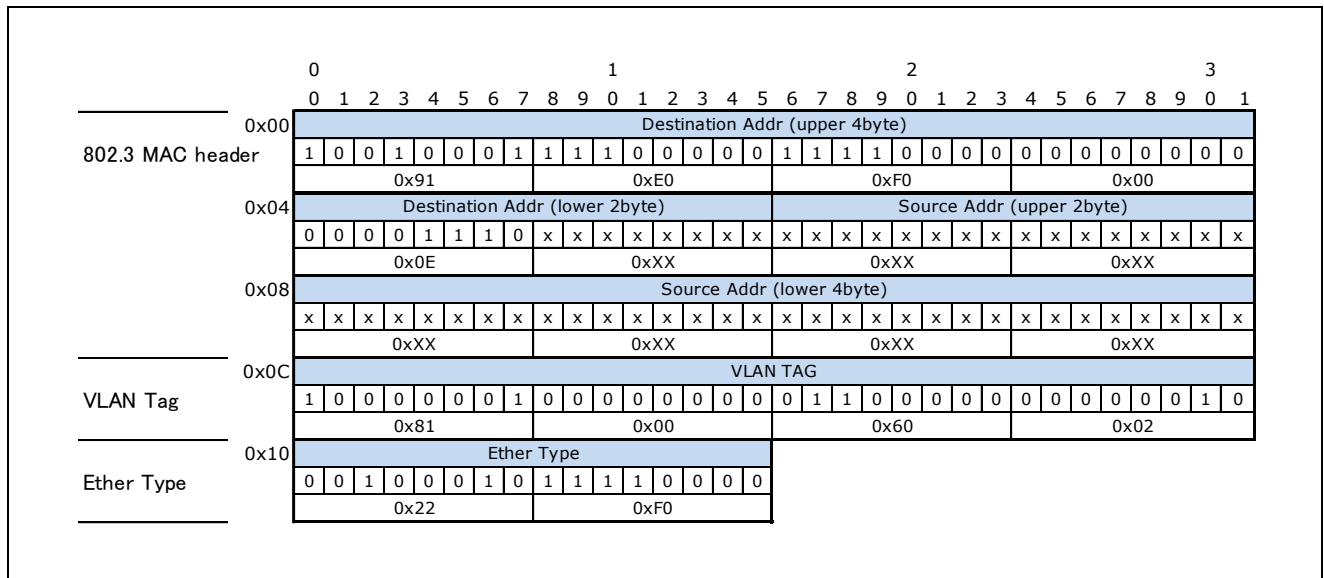 0 1 2 3
0 1 2 3 4 5 6 7 8 9 0 1 2 3 4 5 6 7 8 9 0 1 2 3 4 5 6 7 8 9 0 1
0x00 Destination Addr (upper 4byte)
802.3 MAC header 1 0 0 1 0 0 0 1 1 1 1 0 0 0 0 0 1 1 1 1 0 0 0 0 0 0 0 0 0 0 0 0
0x91 0xE0 0xF0 0x00
0x04 Destination Addr (lower 2byte) Source Addr (upper 2byte)
0 0 0 0 1 1 1 0 x x x x x x x x x x x x x x x x x x x x x x x x
0x0E 0xXX 0xXX 0xXX
0x08 Source Addr (lower 4byte)
x x x x x x x x x x x x x x x x x x x x x x x x x x x x x x x x
0xXX 0xXX 0xXX 0xXX
0x0C VLAN TAG
VLAN Tag 1 0 0 0 0 0 0 1 0 0 0 0 0 0 0 0 0 1 1 0 0 0 0 0 0 0 0 0 0 0 1 0
0x81 0x00 0x60 0x02
0x10 Ether Type
Ether Type 0 0 1 0 0 0 1 0 1 1 1 1 0 0 0 0
0x22 0xF0